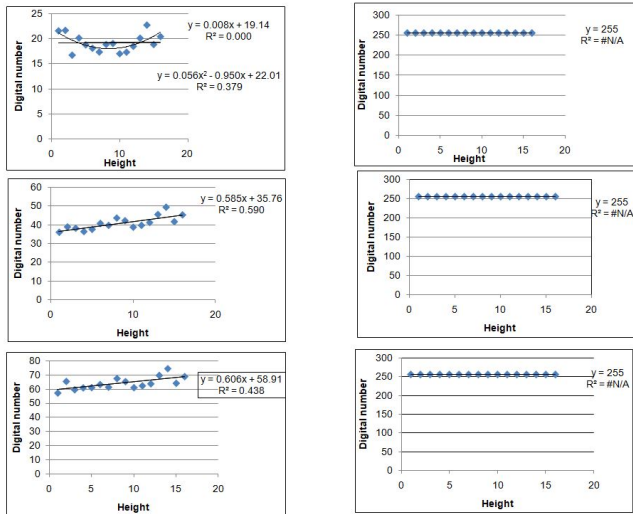 Digital number
25
20
15
10
5
0
0 5 10 15 20
Height
y = 0.008x + 19.14
R² = 0.000
y = 0.056x² - 0.950x + 22.01
R² = 0.379
Digital number
300
250
200
150
100
50
0
0 5 10 15 20
Height
y = 255
R² = #N/A
Digital number
60
50
40
30
20
10
0
0 5 10 15 20
Height
y = 0.585x + 35.76
R² = 0.590
Digital number
300
250
200
150
100
50
0
0 5 10 15 20
Height
y = 255
R² = #N/A
Digital number
80
70
60
50
40
30
20
10
0
0 5 10 15 20
Height
y = 0.606x + 58.91
R² = 0.438
Digital number
300
250
200
150
100
50
0
0 5 10 15 20
Height
y = 255
R² = #N/A